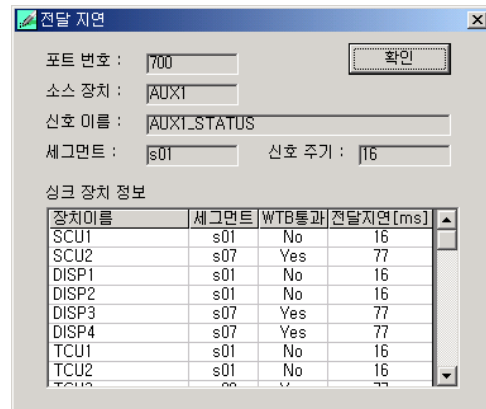 전달 지연
포트 번호 : 700 확인
소스 장치 : AUX1
신호 이름 : AUX1_STATUS
세그먼트 : s01 신호 주기 : 16
싱크 장치 정보
장치이름 세그먼트 WTB통과 전달지연[ms]
SCU1 s01 No 16
SCU2 s07 Yes 77
DISP1 s01 No 16
DISP2 s01 No 16
DISP3 s07 Yes 77
DISP4 s07 Yes 77
TCU1 s01 No 16
TCU2 s01 No 16